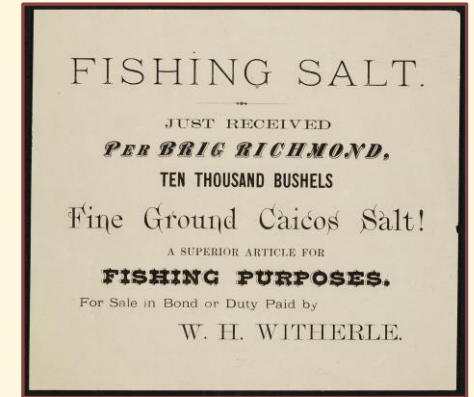 FISHING SALT.
JUST RECEIVED
PER BRIG RICHMOND,
TEN THOUSAND BUSHELS
Fine Ground Caicos Salt!
A SUPERIOR ARTICLE FOR
FISHING PURPOSES.
For Sale in Bond or Duty Paid by
W. H. WITHERLE.